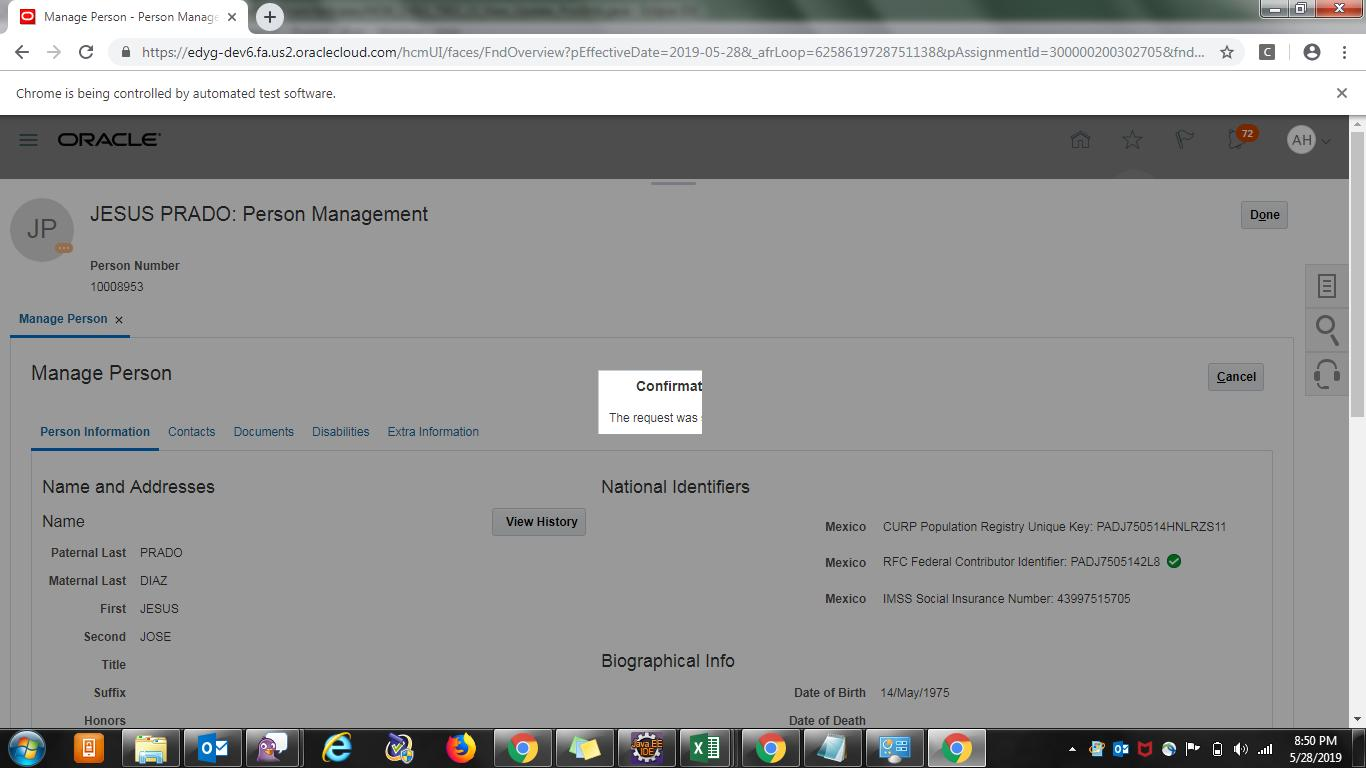 Manage Person - Person Manage
https://edyg-dev6.fa.us2.oraclecloud.com/hcmUI/faces/FndOverview?pEffectiveDate=2019-05-28&_afrLoop=6258619728751138&pAssignmentId=300000200302705&fnd...
C
Chrome is being controlled by automated test software.
ORACLE
72
AH
JP
JESUS PRADO: Person Management
Done
Person Number
10008953
Manage Person
Manage Person
Cancel
Confirmat
The request was
Person Information Contacts Documents Disabilities Extra Information
Name and Addresses
National Identifiers
Name
View History
Mexico CURP Population Registry Unique Key: PADJ750514HNLRZS11
Paternal Last PRADO
Mexico RFC Federal Contributor Identifier: PADJ7505142L8
Maternal Last DIAZ
Mexico IMSS Social Insurance Number: 43997515705
First JESUS
Second JOSE
Title
Biographical Info
Suffix
Date of Birth 14/May/1975
Honors
Date of Death
Java EE
IDE
8:50 PM
5/28/2019